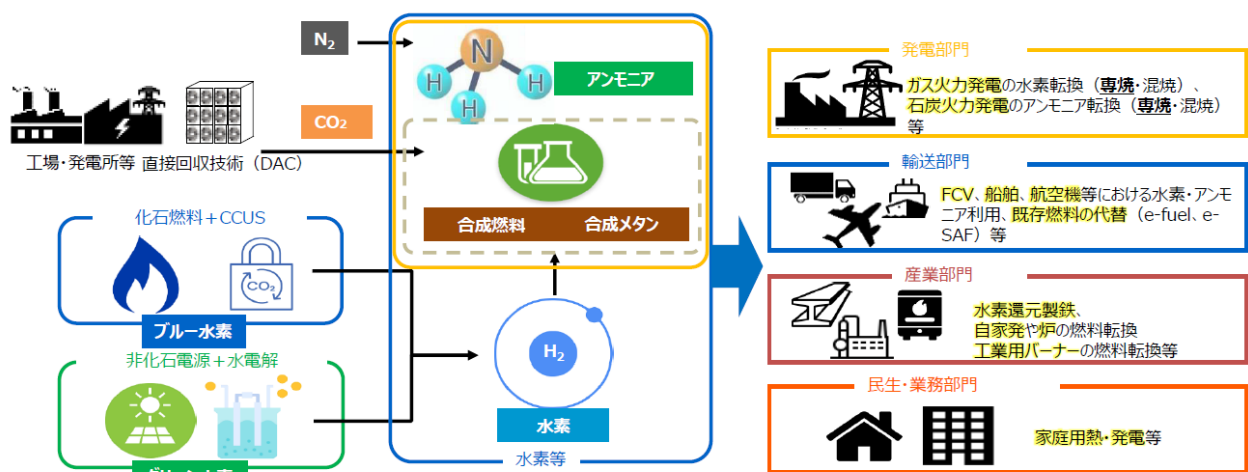 N₂
CO₂
工場・発電所等 直接回収技術（DAC）
化石燃料＋CCUS
CO₂
ブルー水素
非化石電源＋水電解
N
H
H
H
アンモニア
合成燃料 合成メタン
H₂
水素
水素等
発電部門
ガス火力発電の水素転換（専焼・混焼）、
石炭火力発電のアンモニア転換（専焼・混焼）
等
輸送部門
FCV、船舶、航空機等における水素・アンモ
ニア利用、既存燃料の代替（e-fuel、e-
SAF）等
産業部門
水素還元製鉄、
自家発や炉の燃料転換
工業用バーナーの燃料転換等
民生・業務部門
家庭用熱・発電等